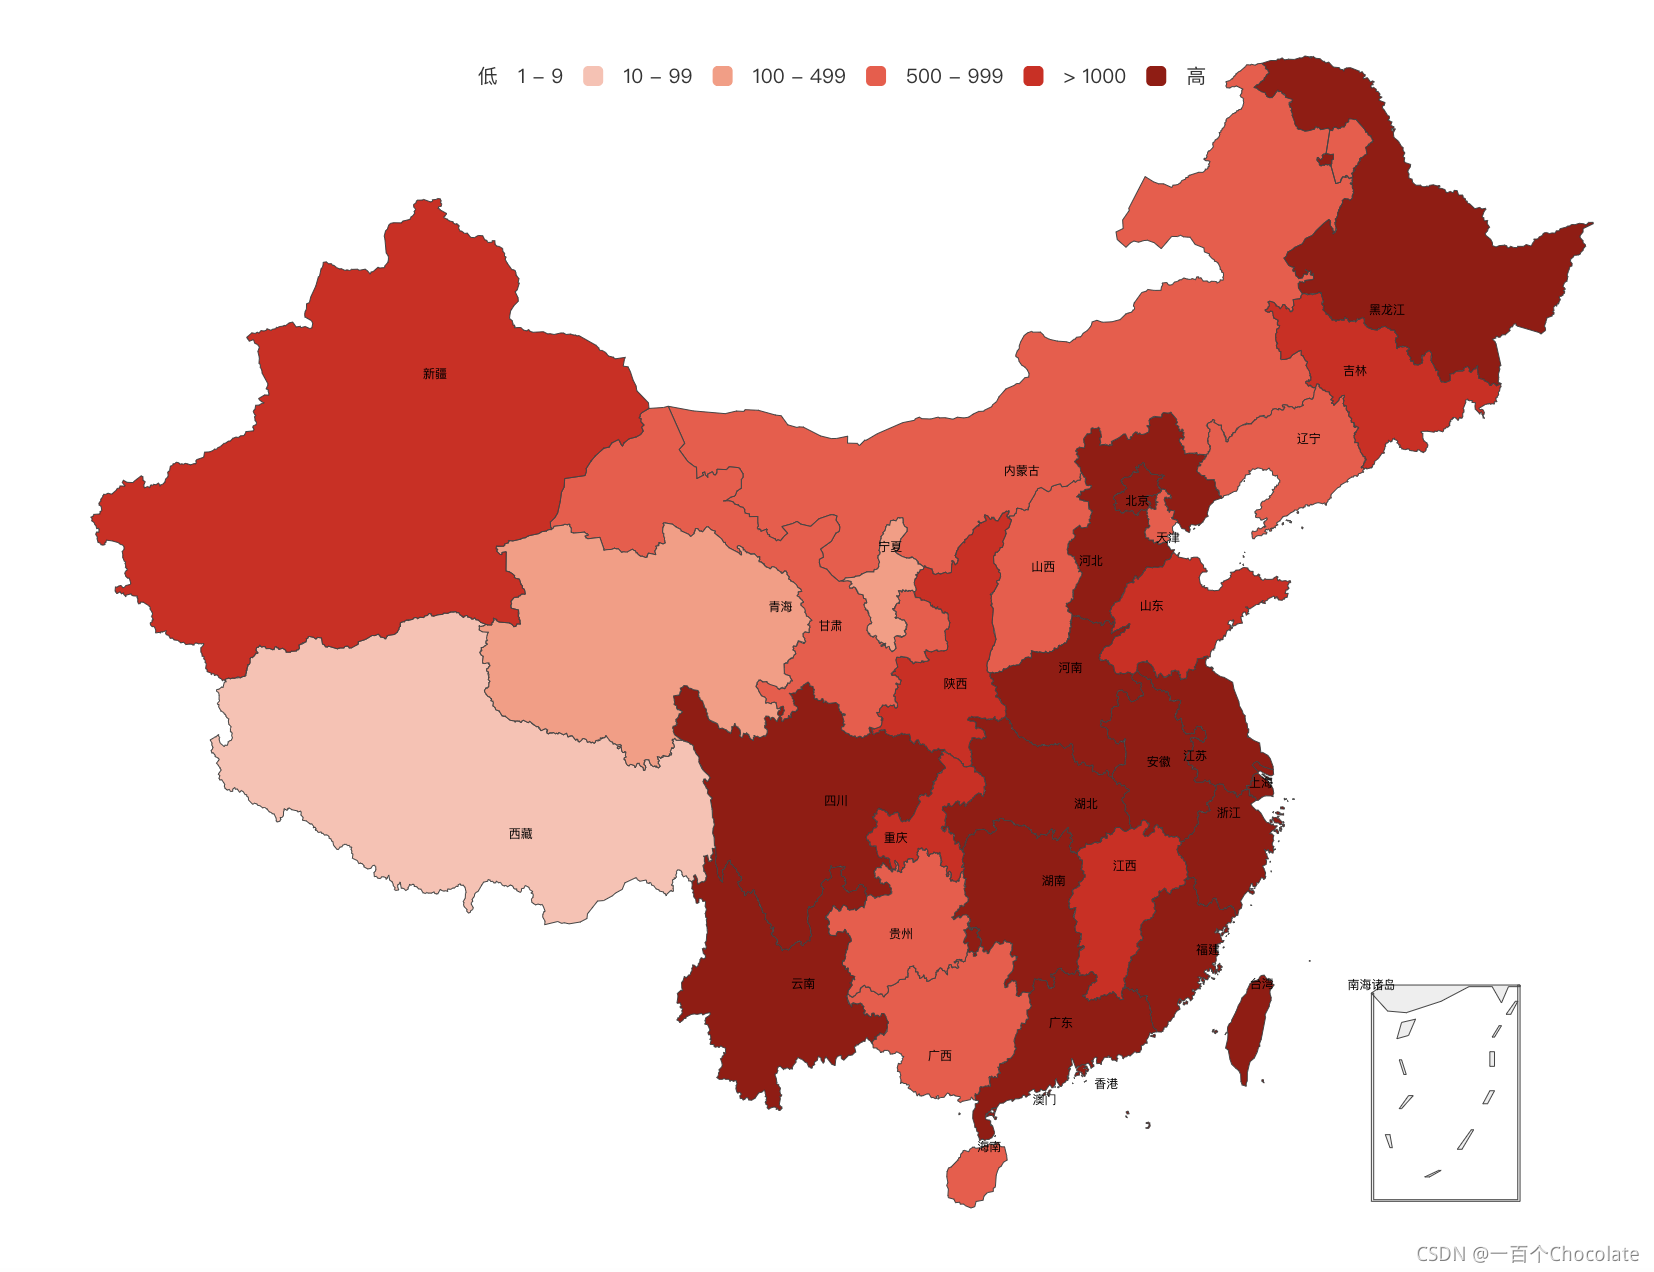 低 1 – 9 10 – 99 100 – 499 500 – 999 > 1000 高
黑龙江
吉林
新疆
辽宁
内蒙古
北京
天津
宁夏
河北
山西
青海
山东
甘肃
河南
陕西
江苏
安徽
上海
四川
湖北
浙江
西藏
重庆
江西
湖南
贵州
福建
云南
台湾
南海诸岛
广东
广西
香港
澳门
海南
CSDN @一百个Chocolate